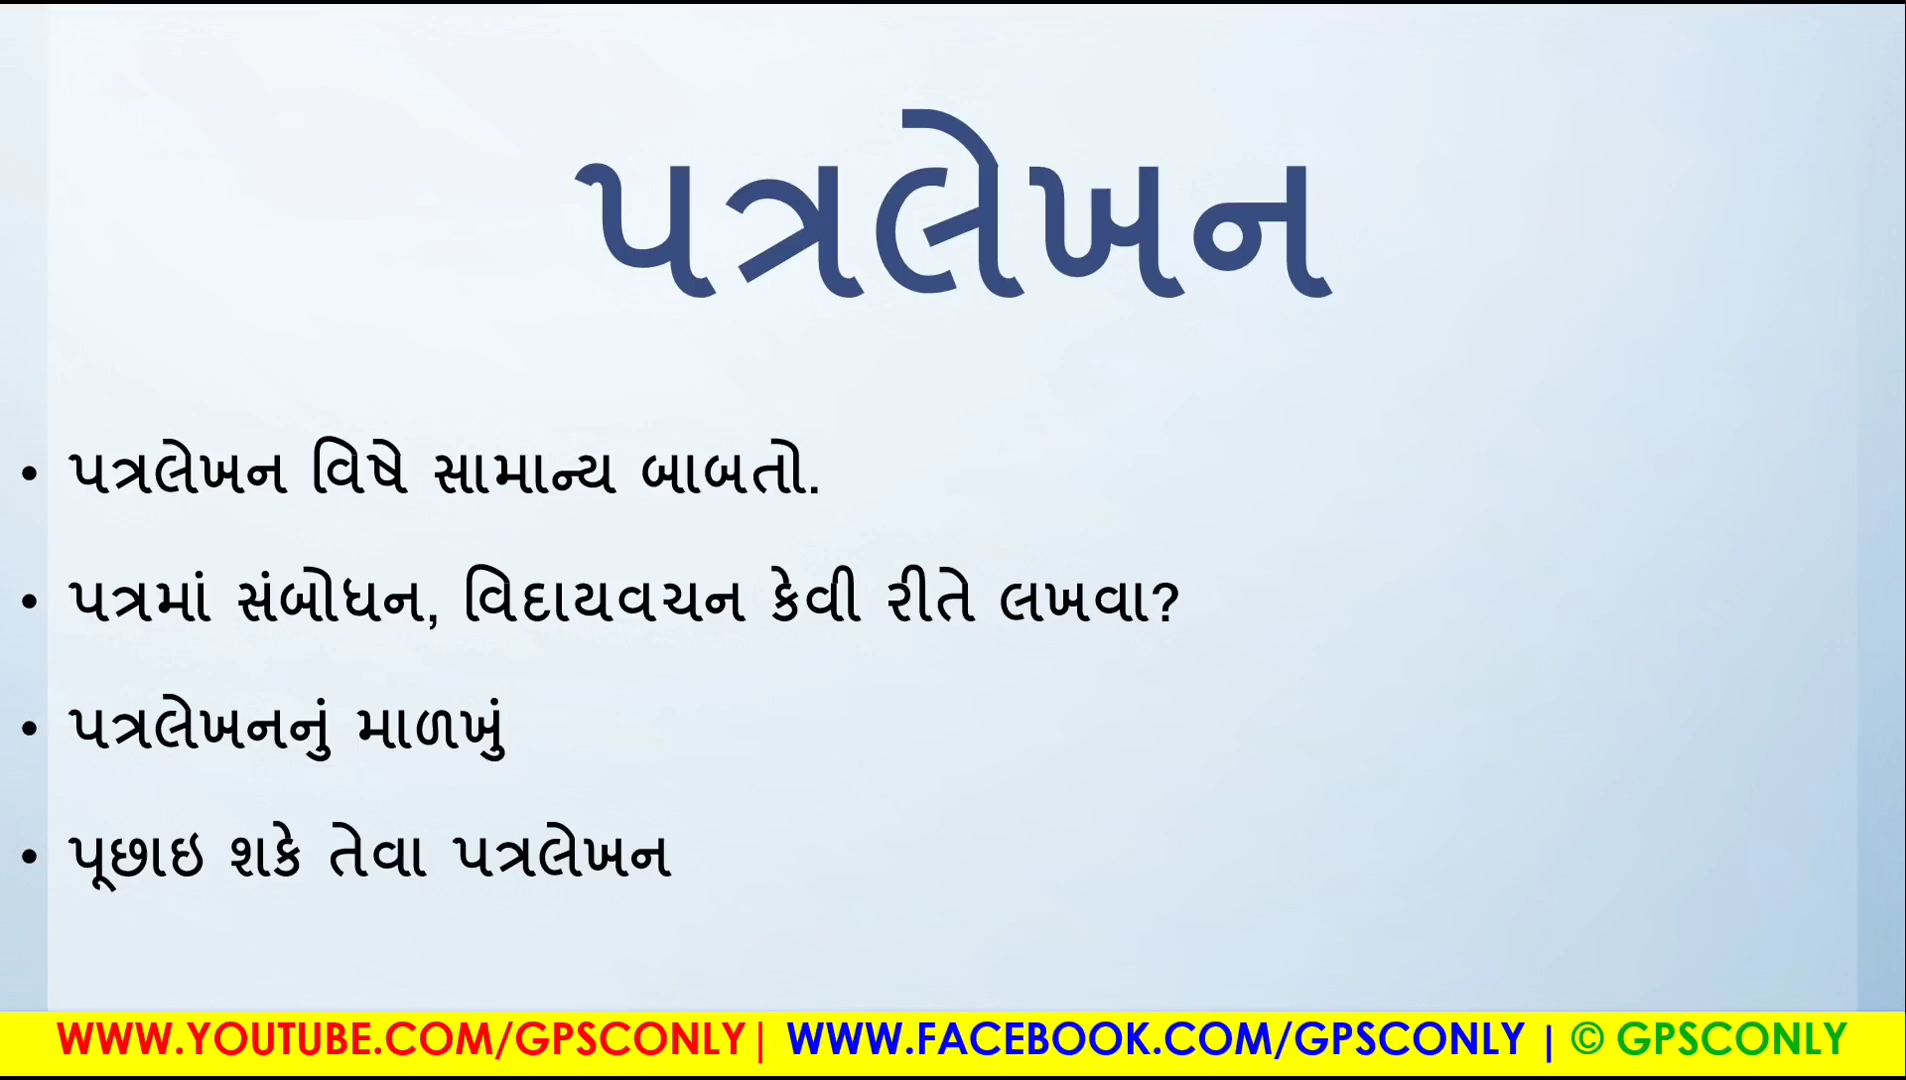 પત્રલેખન
• પત્રલેખન વિષે સામાન્ય બાબતો.
• પત્રમાં સંબોધન, વિદાયવચન કેવી રીતે લખવા?
• પત્રલેખનનું માળખું
• પૂછાઇ શકે તેવા પત્રલેખન
WWW.YOUTUBE.COM/GPSCONLY| WWW.FACEBOOK.COM/GPSCONLY | © GPSCONLY